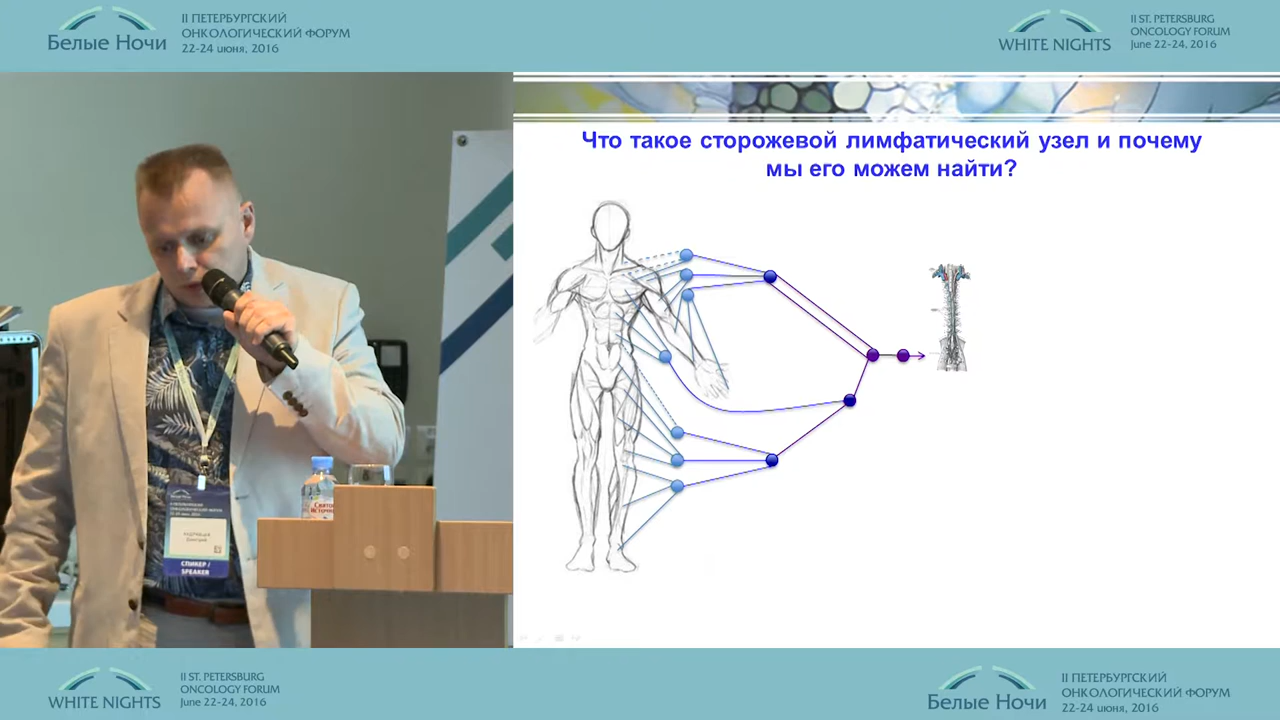 Белые Ночи
II ПЕТЕРБУРГСКИЙ
ОНКОЛОГИЧЕСКИЙ ФОРУМ
22-24 июня, 2016
WHITE NIGHTS
II ST. PETERSBURG
ONCOLOGY FORUM
June 22-24, 2016
Что такое сторожевой лимфатический узел и почему
мы его можем найти?
СПИКЕР /
SPEAKER
WHITE NIGHTS
II ST. PETERSBURG
ONCOLOGY FORUM
June 22-24, 2016
Белые Ночи
II ПЕТЕРБУРГСКИЙ
ОНКОЛОГИЧЕСКИЙ ФОРУМ
22-24 июня, 2016